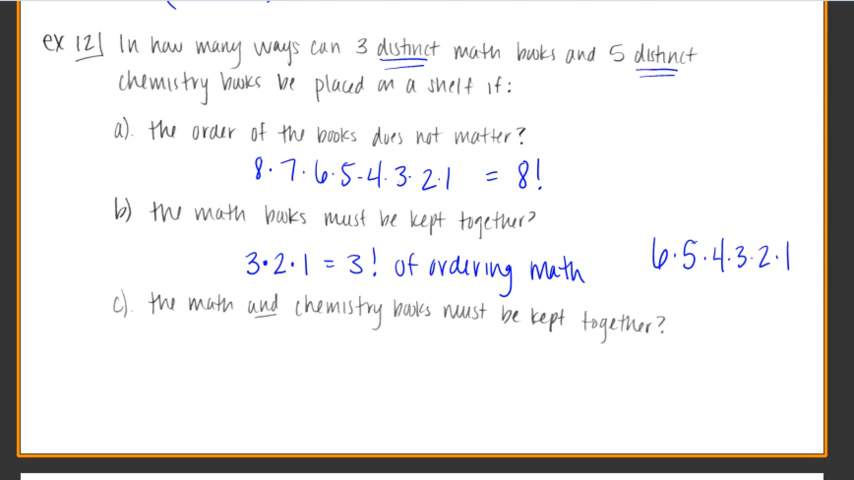 ex 12] In how many ways can 3 distinct math books and 5 distinct
chemistry books be placed on a shelf if:
a). the order of the books does not matter?
8·7·6·5·4·3·2·1 = 8!
b) the math books must be kept together?
3·2·1 = 3! of ordering math 6·5·4·3·2·1
c). the math and chemistry books must be kept together?